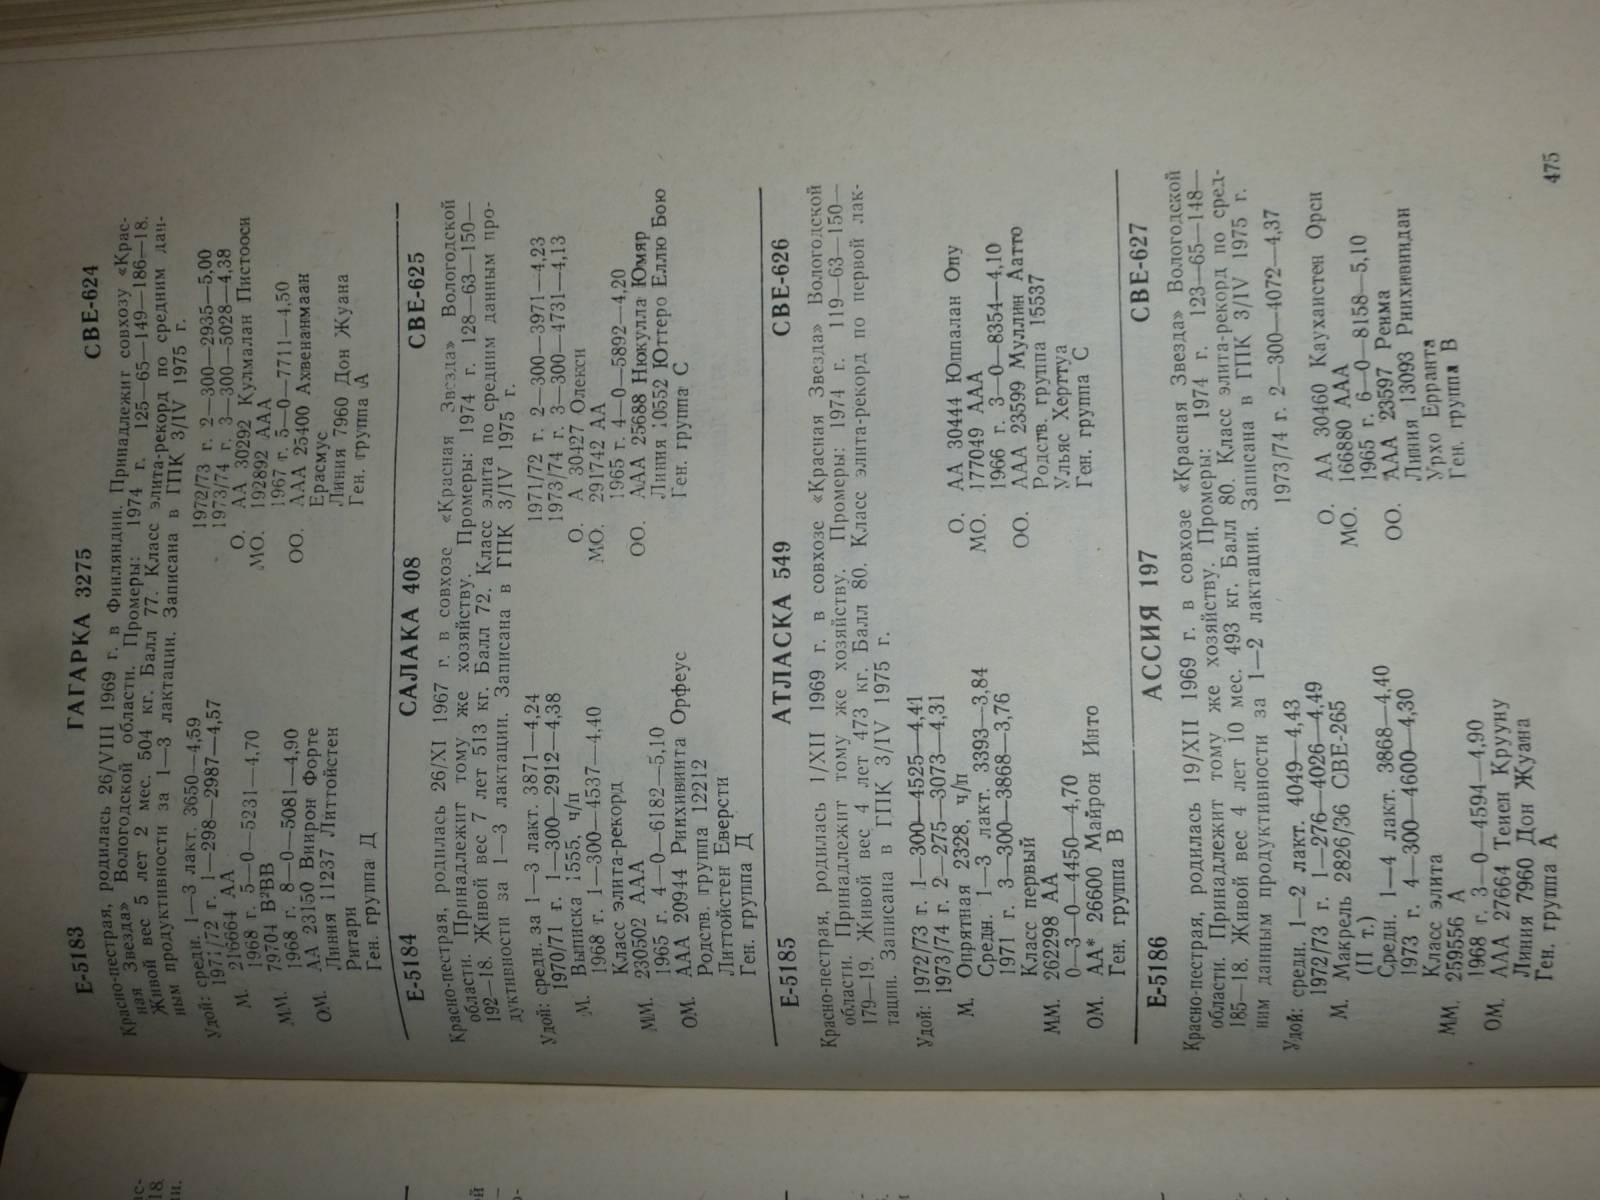 Е-5183 ГАГАРКА 3275 СВЕ-624
Красно-пестрая, родилась 26/VIII 1969 г. в Финляндии. Принадлежит совхозу «Крас-
ная Звезда» Вологодской области. Промеры: 1974 г. 125—65—149—186—18.
Живой вес 5 лет 2 мес. 504 кг. Балл 77. Класс элита-рекорд по средним дан-
ным продуктивности за 1—3 лактации. Записана в ГПК 3/IV 1975 г.
Удой: средн. 1—3 лакт. 3650—4,59
1971/72 г. 1—298—2987—4,57
М. 216664 АА
1968 г. 5—0—5231—4,70
ММ. 79704 В*ВВ
1968 г. 8—0—5081—4,90
ОМ. АА 23150 Виирон Форте
Линия 11237 Литтойстен
Ритари
Ген. группа Д
1972/73 г. 2—300—2935—5,00
1973/74 г. 3—300—5028—4,38
О. АА 30292 Кулмалан Пистооси
МО. 192892 АА
1967 г. 5—0—7711—4,50
ОО. ААА 25400 Ахвенанмаан
Ерасмус
Линия 7960 Дон Жуана
Ген. группа А
Е-5184 САЛАКА 408 СВЕ-625
Красно-пестрая, родилась 26/XI 1967 г. в совхозе «Красная Звезда» Вологодской
области. Принадлежит тому же хозяйству. Промеры: 1974 г. 128—63—150—
192—18. Живой вес 7 лет 513 кг. Балл 72. Класс элита по средним данным про-
дуктивности за 1—3 лактации. Записана в ГПК 3/IV 1975 г.
Удой: средн. за 1—3 лакт. 3871—4,24
1970/71 г. 1—300—2912—4,38
М. Выписка 1555, ч/п
1968 г. 1—300—4537—4,40
Класс элита-рекорд
ММ. 230502 ААА
1965 г. 4—0—6182—5,10
ОМ. ААА 20944 Ринхивиинта Орфеус
Родств. группа 12212
Литтойстен Еверсти
Ген. группа Д
1971/72 г. 2—300—3971—4,23
1973/74 г. 3—300—4731—4,13
О. А 30427 Олекси
МО. 291742 АА
1965 г. 4—0—5892—4,20
ОО. ААА 25688 Нюкулла Юмяр
Линия 10552 Юттеро Еллю Бою
Ген. группа С
Е-5185 АТЛАСКА 549 СВЕ-626
Красно-пестрая, родилась 1/XII 1969 г. в совхозе «Красная Звезда» Вологодской
области. Принадлежит тому же хозяйству. Промеры: 1974 г. 119—63—150—
179—19. Живой вес 4 лет 473 кг. Балл 80. Класс элита-рекорд по первой лак-
тации. Записана в ГПК 3/IV 1975 г.
Удой: 1972/73 г. 1—300—4525—4,41
1973/74 г. 2—275—3073—4,31
М. Опрятная 2328, ч/п
Средн. 1—3 лакт. 3393—3,84
1971 г. 3—300—3868—3,76
Класс первый
ММ. 262298 АА
0—3—0—4450—4,70
ОМ. АА* 26600 Майрон Инто
Ген. группа В
О. АА 30444 Юппалан Опу
МО. 177049 ААА
1966 г. 3—0—8354—4,10
ОО. ААА 23599 Муллин Аатто
Родств. группа 15537
Ульяс Херттуа
Ген. группа С
Е-5186 АССИЯ 197 СВЕ-627
Красно-пестрая, родилась 19/XII 1969 г. в совхозе «Красная Звезда» Вологодской
области. Принадлежит тому же хозяйству. Промеры: 1974 г. 123—65—148—
185—18. Живой вес 4 лет 10 мес. 493 кг. Балл 80. Класс элита-рекорд по сред-
ним данным продуктивности за 1—2 лактации. Записана в ГПК 3/IV 1975 г.
Удой: средн. 1—2 лакт. 4049—4,43
1972/73 г. 1—276—4026—4,49
М. Макрель 2826/36 СВЕ-265
(II т.)
Средн. 1—4 лакт. 3868—4,40
1973 г. 4—300—4600—4,30
Класс элита
ММ. 259556 А
1968 г. 3—0—4594—4,90
ОМ. ААА 27664 Тенсен Крууну
Линия 7960 Дон Жуана
Ген. группа А
1973/74 г. 2—300—4072—4,37
О. АА 30460 Каухаистен Орси
МО. 166880 ААА
1965 г. 6—0—8158—5,10
ОО. ААА 23597 Реима
Линия 13093 Риихивиидан
Урхо Ерранта
Ген. группа В
475